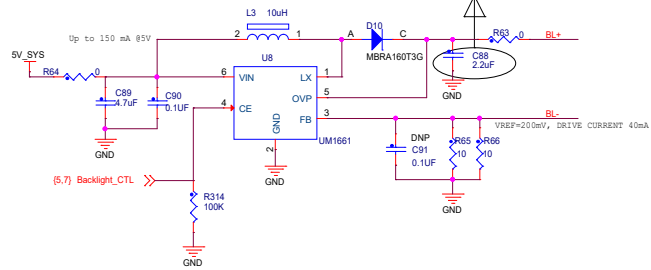 L3 10uH
Up to 150 mA @5V
2 1
A D10 C
MBRA160T3G
R63 0 BL+
5V_SYS
R64 0
U8
C88
2.2uF
GND
6 VIN LX 1
OVP 5
4 CE FB 3
GND
2
UM1661
C89
4.7uF
C90
0.1UF
GND
GND
BL-
VREF=200mV, DRIVE CURRENT 40mA
DNP
C91
0.1UF
R65
10
R66
10
GND
{5,7} Backlight_CTL
R314
100K
GND